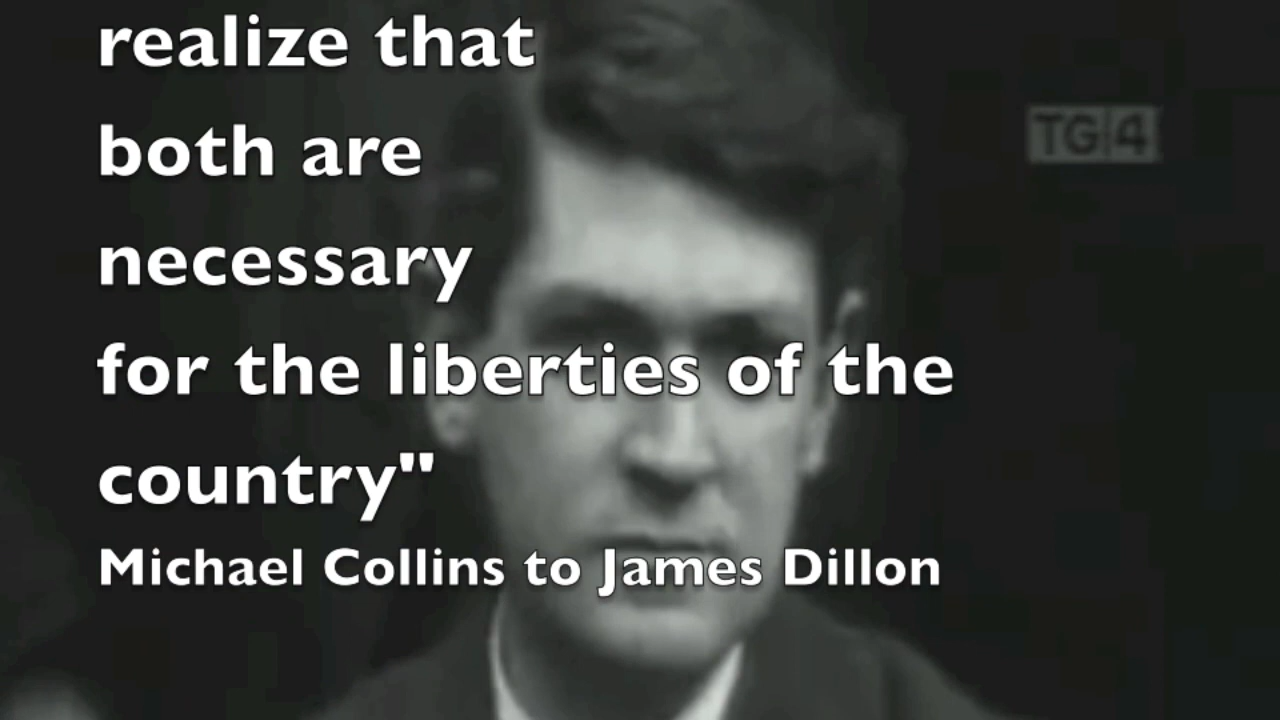 realize that
TG4
both are
necessary
for the liberties of the
country"
Michael Collins to James Dillon